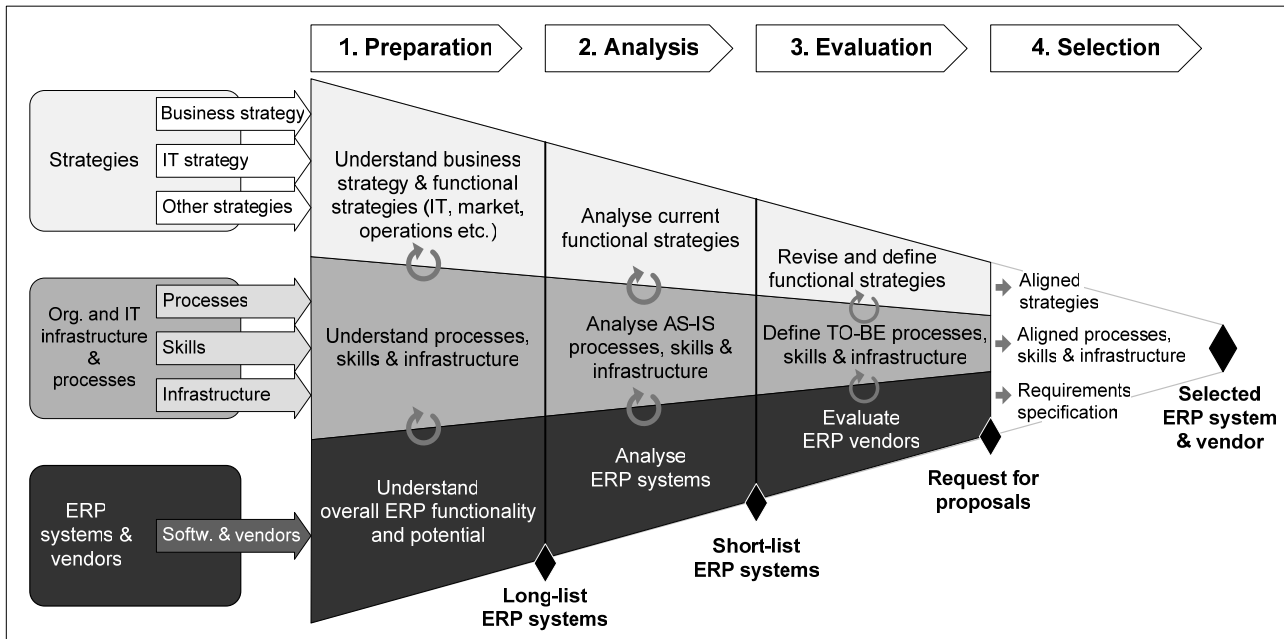 1. Preparation
2. Analysis
3. Evaluation
4. Selection
Strategies
Business strategy
IT strategy
Other strategies
Org. and IT
infrastructure
&
processes
Processes
Skills
Infrastructure
ERP
systems &
vendors
Softw. & vendors
Understand business
strategy & functional
strategies (IT, market,
operations etc.)
Understand processes,
skills & infrastructure
Understand
overall ERP functionality
and potential
Analyse current
functional strategies
Analyse AS-IS
processes, skills &
infrastructure
Analyse
ERP systems
Revise and define
functional strategies
Define TO-BE processes,
skills & infrastructure
Evaluate
ERP vendors
Aligned
strategies
Aligned processes,
skills & infrastructure
Requirements
specification
Long-list
ERP systems
Short-list
ERP systems
Request for
proposals
Selected
ERP system
& vendor